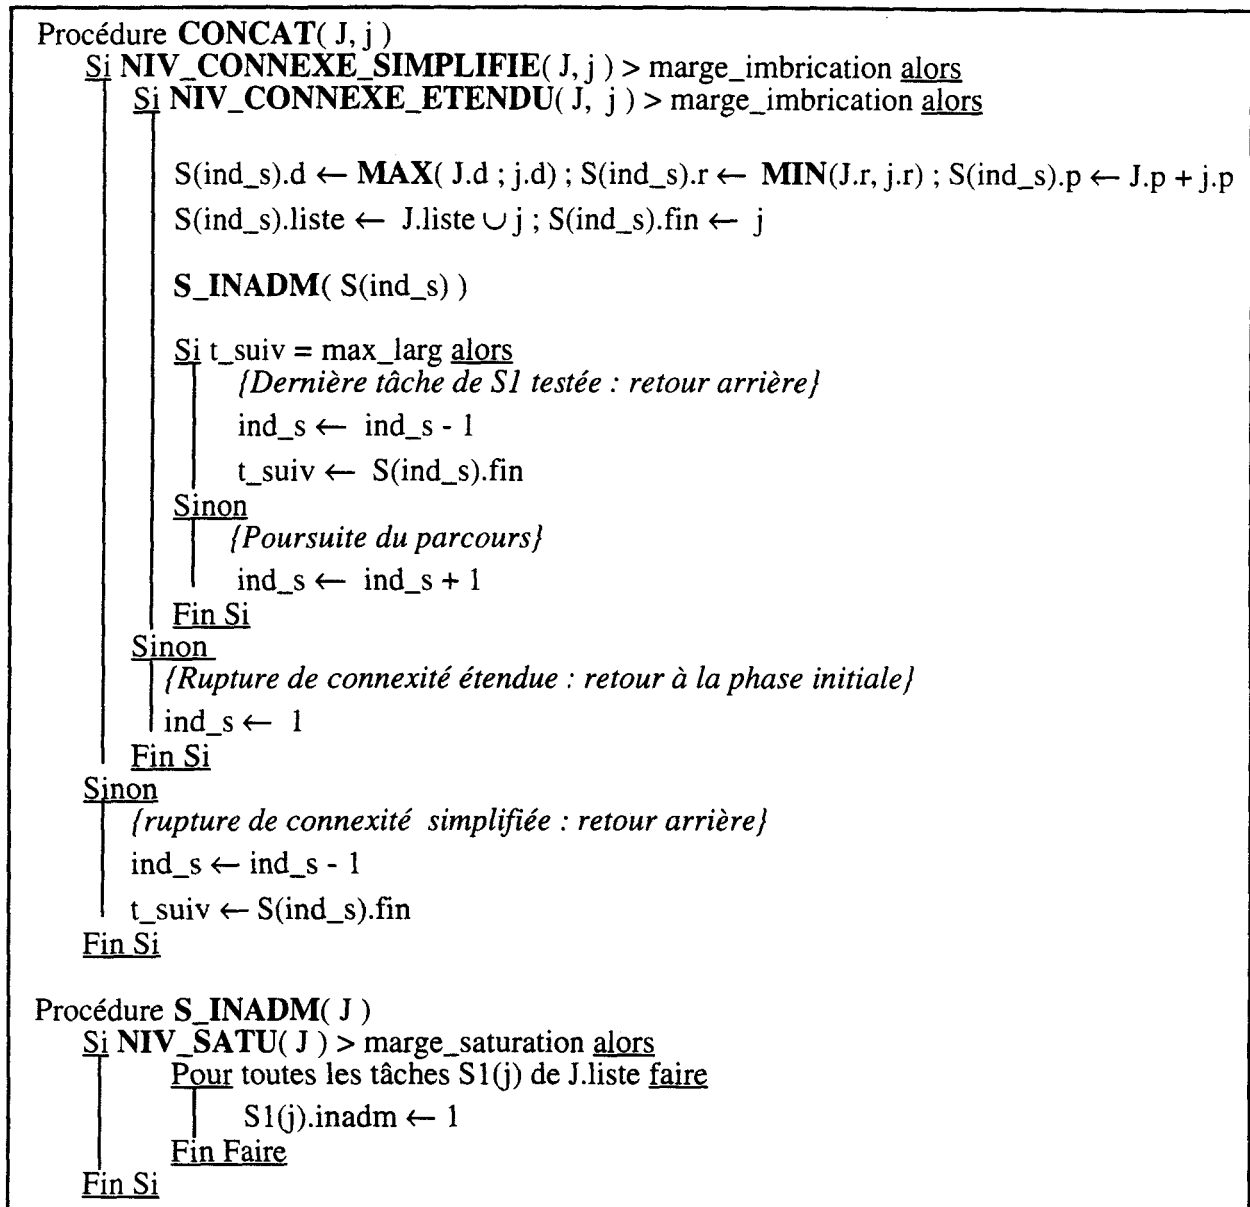 Procédure CONCAT( J, j )
Si NIV_CONNEXE_SIMPLIFIE( J, j ) > marge_imbrication alors
Si NIV_CONNEXE_ETENDU( J, j ) > marge_imbrication alors
S(ind_s).d ← MAX( J.d ; j.d) ; S(ind_s).r ← MIN(J.r, j.r) ; S(ind_s).p ← J.p + j.p
S(ind_s).liste ← J.liste ∪ j ; S(ind_s).fin ← j
S_INADM( S(ind_s) )
Si t_suiv = max_larg alors
{Dernière tâche de S1 testée : retour arrière}
ind_s ← ind_s - 1
t_suiv ← S(ind_s).fin
Sinon
{Poursuite du parcours}
ind_s ← ind_s + 1
Fin Si
Sinon
{Rupture de connexité étendue : retour à la phase initiale}
ind_s ← 1
Fin Si
Sinon
{rupture de connexité simplifiée : retour arrière}
ind_s ← ind_s - 1
t_suiv ← S(ind_s).fin
Fin Si
Procédure S_INADM( J )
Si NIV_SATU( J ) > marge_saturation alors
Pour toutes les tâches S1(j) de J.liste faire
S1(j).inadm ← 1
Fin Faire
Fin Si